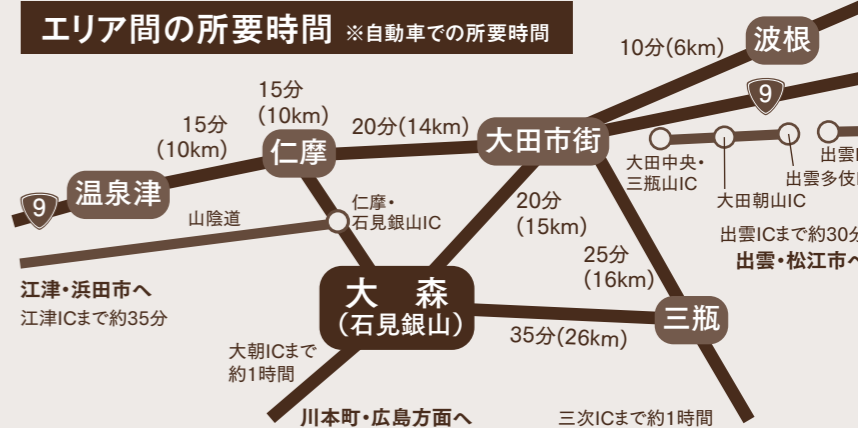 エリア間の所要時間 ※自動車での所要時間
10分(6km)
波根
9
15分
(10km)
15分
(10km)
20分(14km)
大田市街
仁摩
温泉津
9
大田中央・
三瓶山IC
大田朝山IC
出雲多伎
出雲
出雲ICまで約30分
出雲・松江市へ
仁摩・
石見銀山IC
山陰道
20分
(15km)
25分
(16km)
江津・浜田市へ
江津ICまで約35分
大 森
(石見銀山)
35分(26km)
三瓶
大朝ICまで
約1時間
川本町・広島方面へ
三次ICまで約1時間